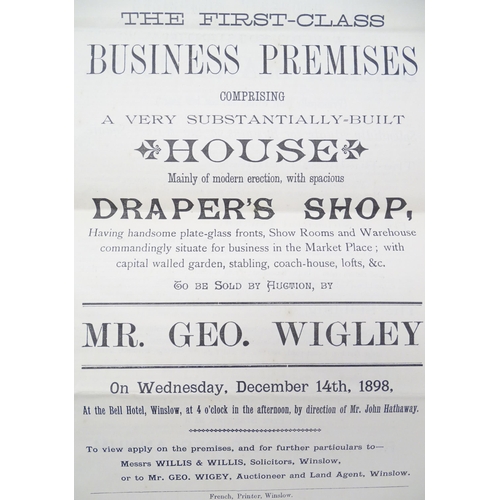 THE FIRST-CLASS
BUSINESS PREMISES
COMPRISING
A VERY SUBSTANTIALLY-BUILT
HOUSE
Mainly of modern erection, with spacious
DRAPER'S SHOP,
Having handsome plate-glass fronts, Show Rooms and Warehouse
commandingly situate for business in the Market Place; with
capital walled garden, stabling, coach-house, lofts, &c.
TO BE SOLD BY AUCTION, BY
MR. GEO. WIGLEY
On Wednesday, December 14th, 1898,
At the Bell Hotel, Winslow, at 4 o'clock in the afternoon, by direction of Mr. John Hathaway.
To view apply on the premises, and for further particulars to—
Messrs WILLIS & WILLIS, Solicitors, Winslow,
or to Mr. GEO. WIGEY, Auctioneer and Land Agent, Winslow.
French, Printer, Winslow.